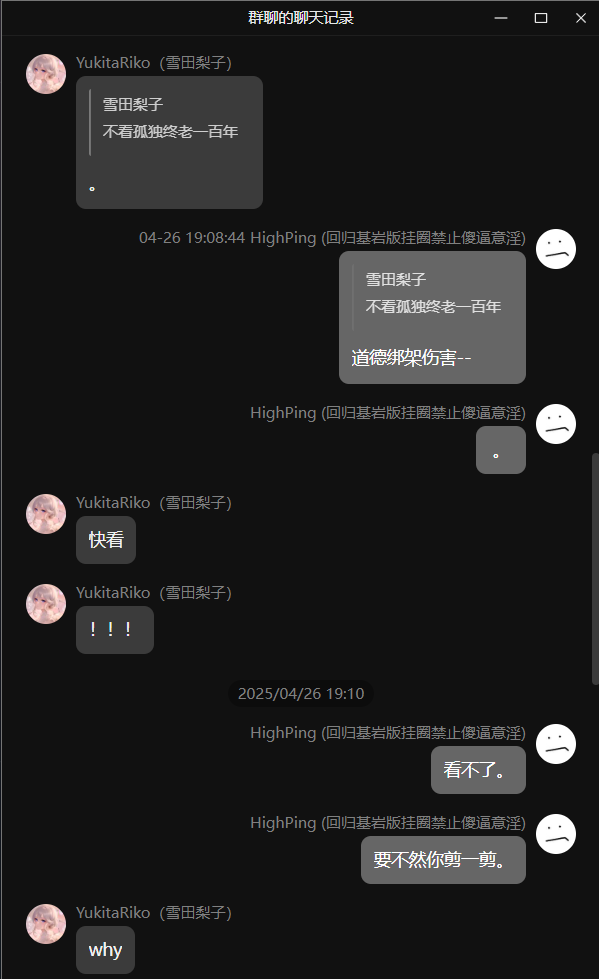 群聊的聊天记录
YukitaRiko（雪田梨子）
雪田梨子
不看孤独终老一百年
。
04-26 19:08:44 HighPing (回归基岩版挂圈禁止傻逼意淫)
雪田梨子
不看孤独终老一百年
道德绑架伤害--
HighPing (回归基岩版挂圈禁止傻逼意淫)
。
YukitaRiko（雪田梨子）
快看
YukitaRiko（雪田梨子）
！！！
2025/04/26 19:10
HighPing (回归基岩版挂圈禁止傻逼意淫)
看不了。
HighPing (回归基岩版挂圈禁止傻逼意淫)
要不然你剪一剪。
YukitaRiko（雪田梨子）
why